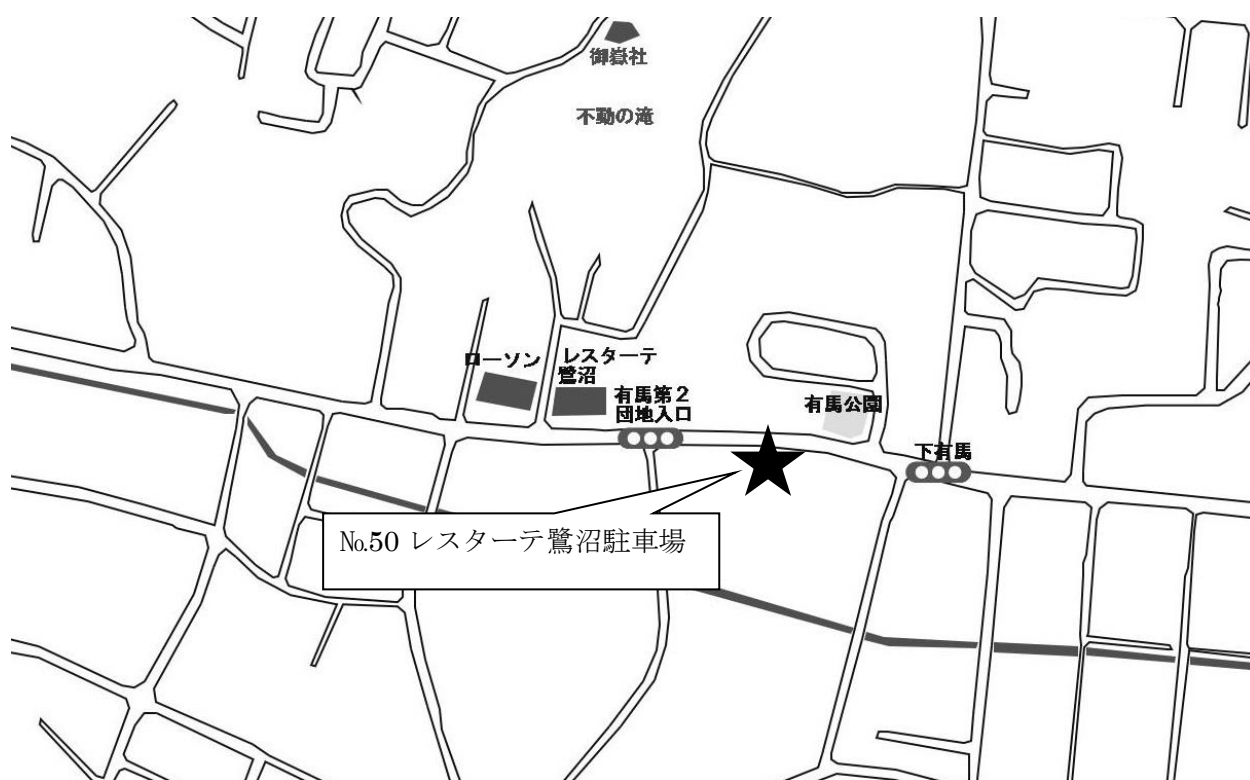 御嶽社
不動の滝
ローソン
レスターテ
鷺沼
有馬第２
団地入口
有馬公園
下有馬
№50 レスターテ鷺沼駐車場